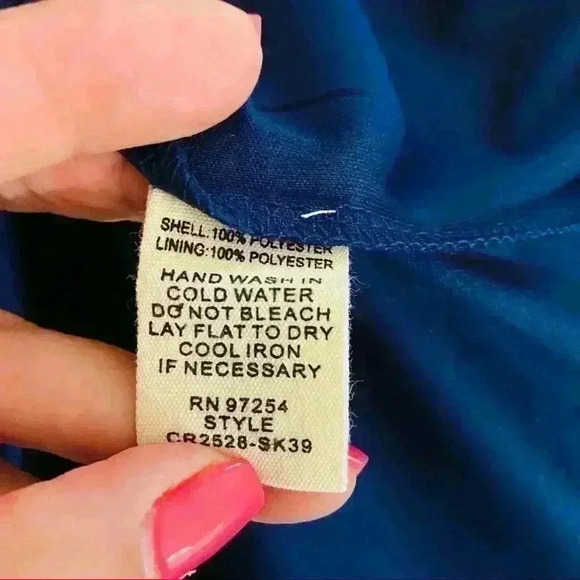 SHELL:100% POLYESTER
LINING:100% POLYESTER
HAND WASH IN
COLD WATER
DO NOT BLEACH
LAY FLAT TO DRY
COOL IRON
IF NECESSARY
RN 97254
STYLE
CR2528-SK39